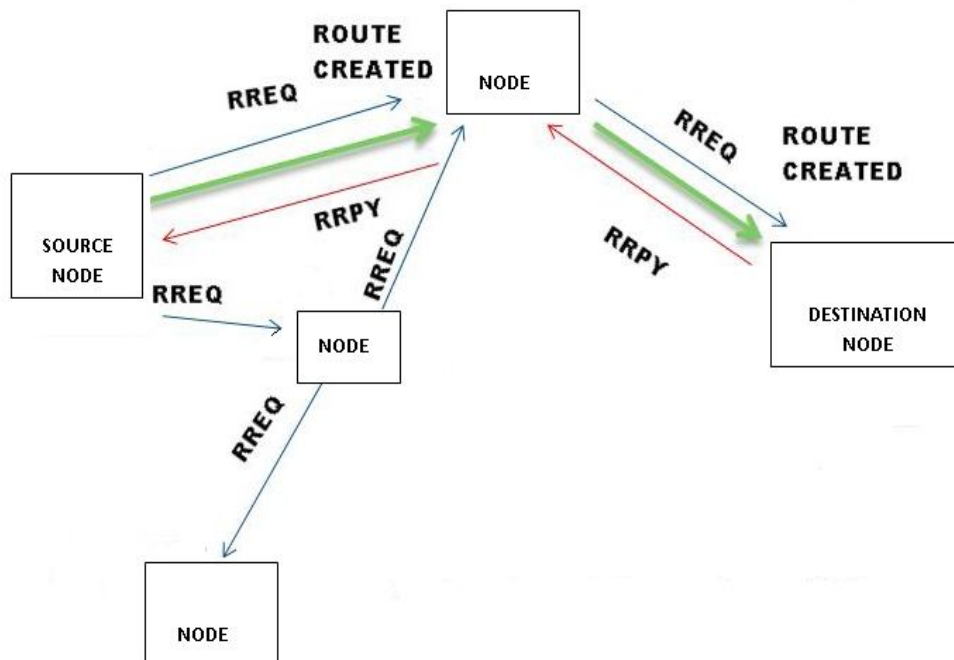 ROUTE
CREATED
NODE
RREQ
RREQ
ROUTE
CREATED
RRPY
RREQ
RRPY
SOURCE
NODE
RREQ
NODE
DESTINATION
NODE
RREQ
NODE